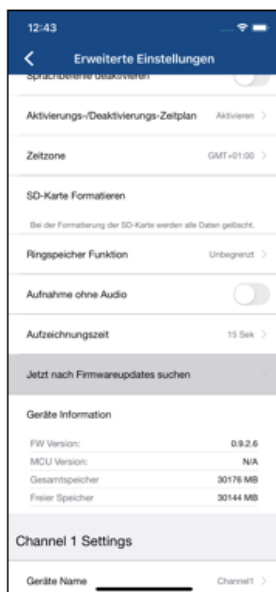 12:43
Erweiterte Einstellungen
Sprachbefehle deaktivieren
Aktivierungs-/Deaktivierungs-Zeitplan Aktivieren
Zeitzone GMT+01:00
SD-Karte Formatieren
Bei der Formatierung der SD-Karte werden alle Daten gelöscht.
Ringspeicher Funktion Unbegrenzt
Aufnahme ohne Audio
Aufzeichnungszeit 15 Sek
Jetzt nach Firmwareupdates suchen
Geräte Information
FW Version: 0.9.2.6
MCU Version: N/A
Gesamtspeicher 30176 MB
Freier Speicher 30144 MB
Channel 1 Settings
Geräte Name Channel1